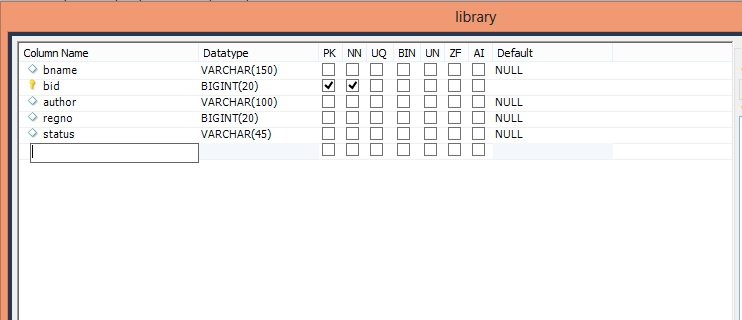 library
Column Name Datatype PK NN UQ BIN UN ZF AI Default
bname VARCHAR(150) NULL
bid BIGINT(20)
author VARCHAR(100) NULL
regno BIGINT(20) NULL
status VARCHAR(45) NULL